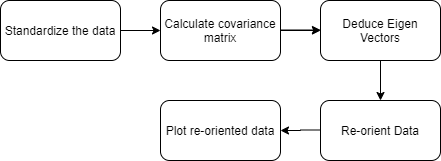 Standardize the data
Calculate covariance
matrix
Deduce Eigen
Vectors
Re-orient Data
Plot re-oriented data